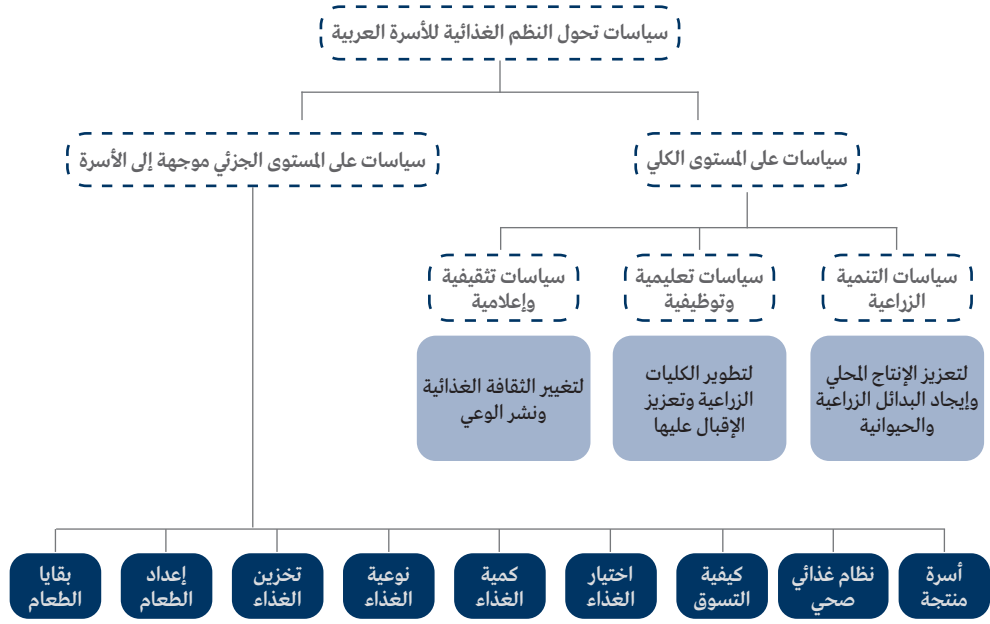 سياسات تحول النظم الغذائية للأسرة العربية
سياسات على المستوى الكلي
سياسات على المستوى الجزئي موجهة إلى الأسرة
سياسات التنمية
الزراعية
سياسات تعليمية
وتوظيفية
سياسات تثقيفية
وإعلامية
لتعزيز الإنتاج المحلي
وإيجاد البدائل الزراعية
والحيوانية
لتطوير الكليات
الزراعية وتعزيز
الإقبال عليها
لتغيير الثقافة الغذائية
ونشر الوعي
أسرة
منتجة
نظام غذائي
صحي
كيفية
التسوق
اختيار
الغذاء
كمية
الغذاء
نوعية
الغذاء
تخزين
الغذاء
إعداد
الطعام
بقايا
الطعام